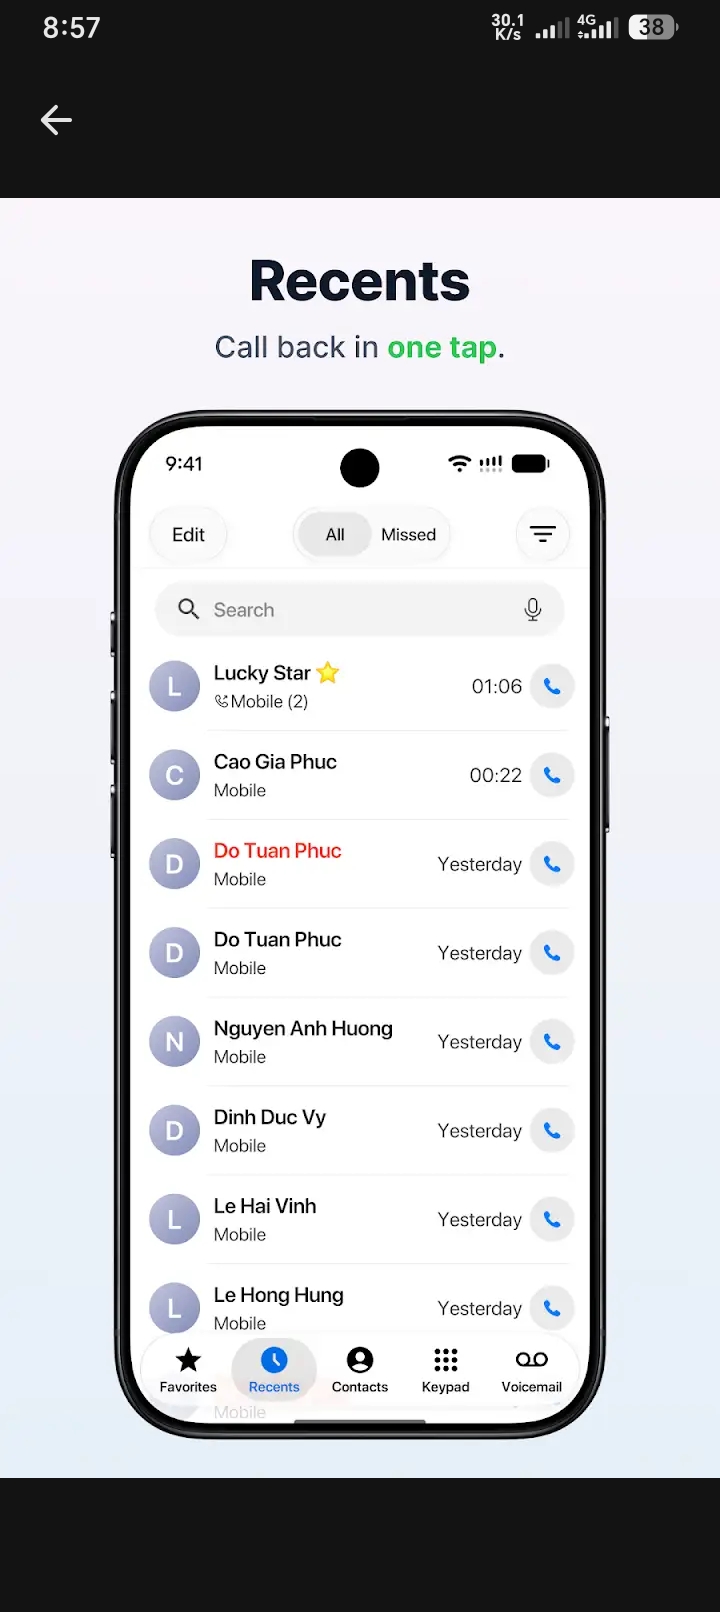 8:57
30.1 K/s 4G 38
Recents
Call back in one tap.
9:41
Edit All Missed
Search
L Lucky Star ⭐ 01:06
Mobile (2)
C Cao Gia Phuc 00:22
Mobile
D Do Tuan Phuc Yesterday
Mobile
D Do Tuan Phuc Yesterday
Mobile
N Nguyen Anh Huong Yesterday
Mobile
D Dinh Duc Vy Yesterday
Mobile
L Le Hai Vinh Yesterday
Mobile
L Le Hong Hung Yesterday
Mobile
Favorites Recents Contacts Keypad Voicemail
Mobile